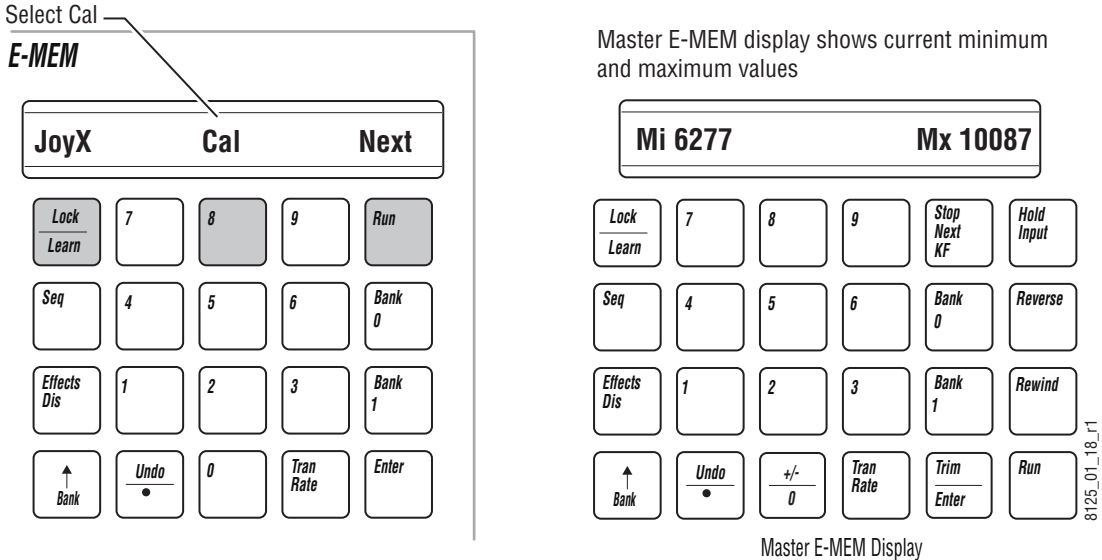 Select Cal
E-MEM
JoyX Cal Next
Lock 7 8 9 Run
Learn
Seq 4 5 6 Bank
0
Effects 1 2 3 Bank
Dis 1
Bank Undo 0 Tran Enter
Rate
Master E-MEM display shows current minimum
and maximum values
Mi 6277 Mx 10087
Lock 7 8 9 Stop Hold
Learn Next Input
KF
Seq 4 5 6 Bank Reverse
0
Effects 1 2 3 Bank Rewind
Dis 1
Bank Undo +/- Tran Trim Run
0 Rate Enter
Master E-MEM Display
8125_01_18_r1